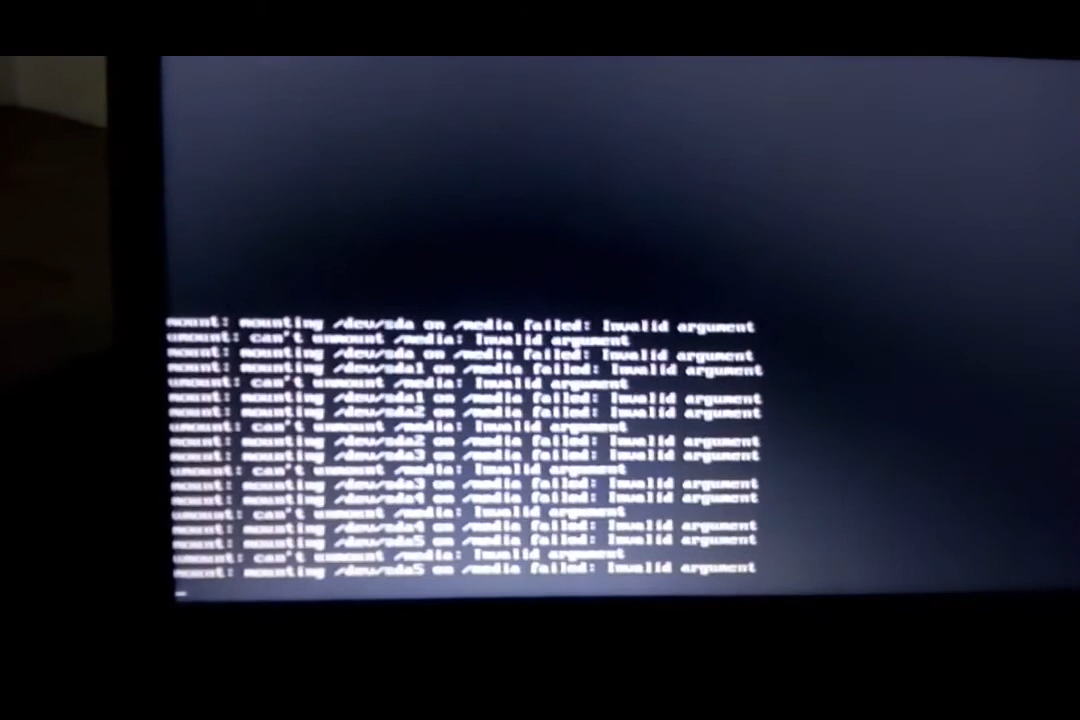 mount: mounting /dev/sda on /media failed: Invalid argument
umount: can't unmount /media: Invalid argument
mount: mounting /dev/sda on /media failed: Invalid argument
mount: mounting /dev/sda1 on /media failed: Invalid argument
umount: can't unmount /media: Invalid argument
mount: mounting /dev/sda1 on /media failed: Invalid argument
mount: mounting /dev/sda2 on /media failed: Invalid argument
umount: can't unmount /media: Invalid argument
mount: mounting /dev/sda2 on /media failed: Invalid argument
mount: mounting /dev/sda3 on /media failed: Invalid argument
umount: can't unmount /media: Invalid argument
mount: mounting /dev/sda3 on /media failed: Invalid argument
mount: mounting /dev/sda4 on /media failed: Invalid argument
umount: can't unmount /media: Invalid argument
mount: mounting /dev/sda4 on /media failed: Invalid argument
mount: mounting /dev/sda5 on /media failed: Invalid argument
umount: can't unmount /media: Invalid argument
mount: mounting /dev/sda5 on /media failed: Invalid argument